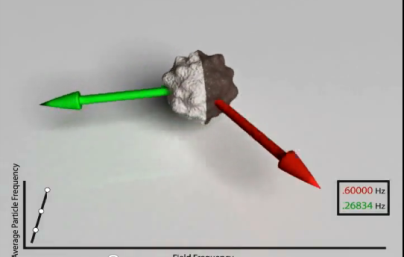 .60000 Hz
.26834 Hz
Average Particle Frequency
Field Frequency